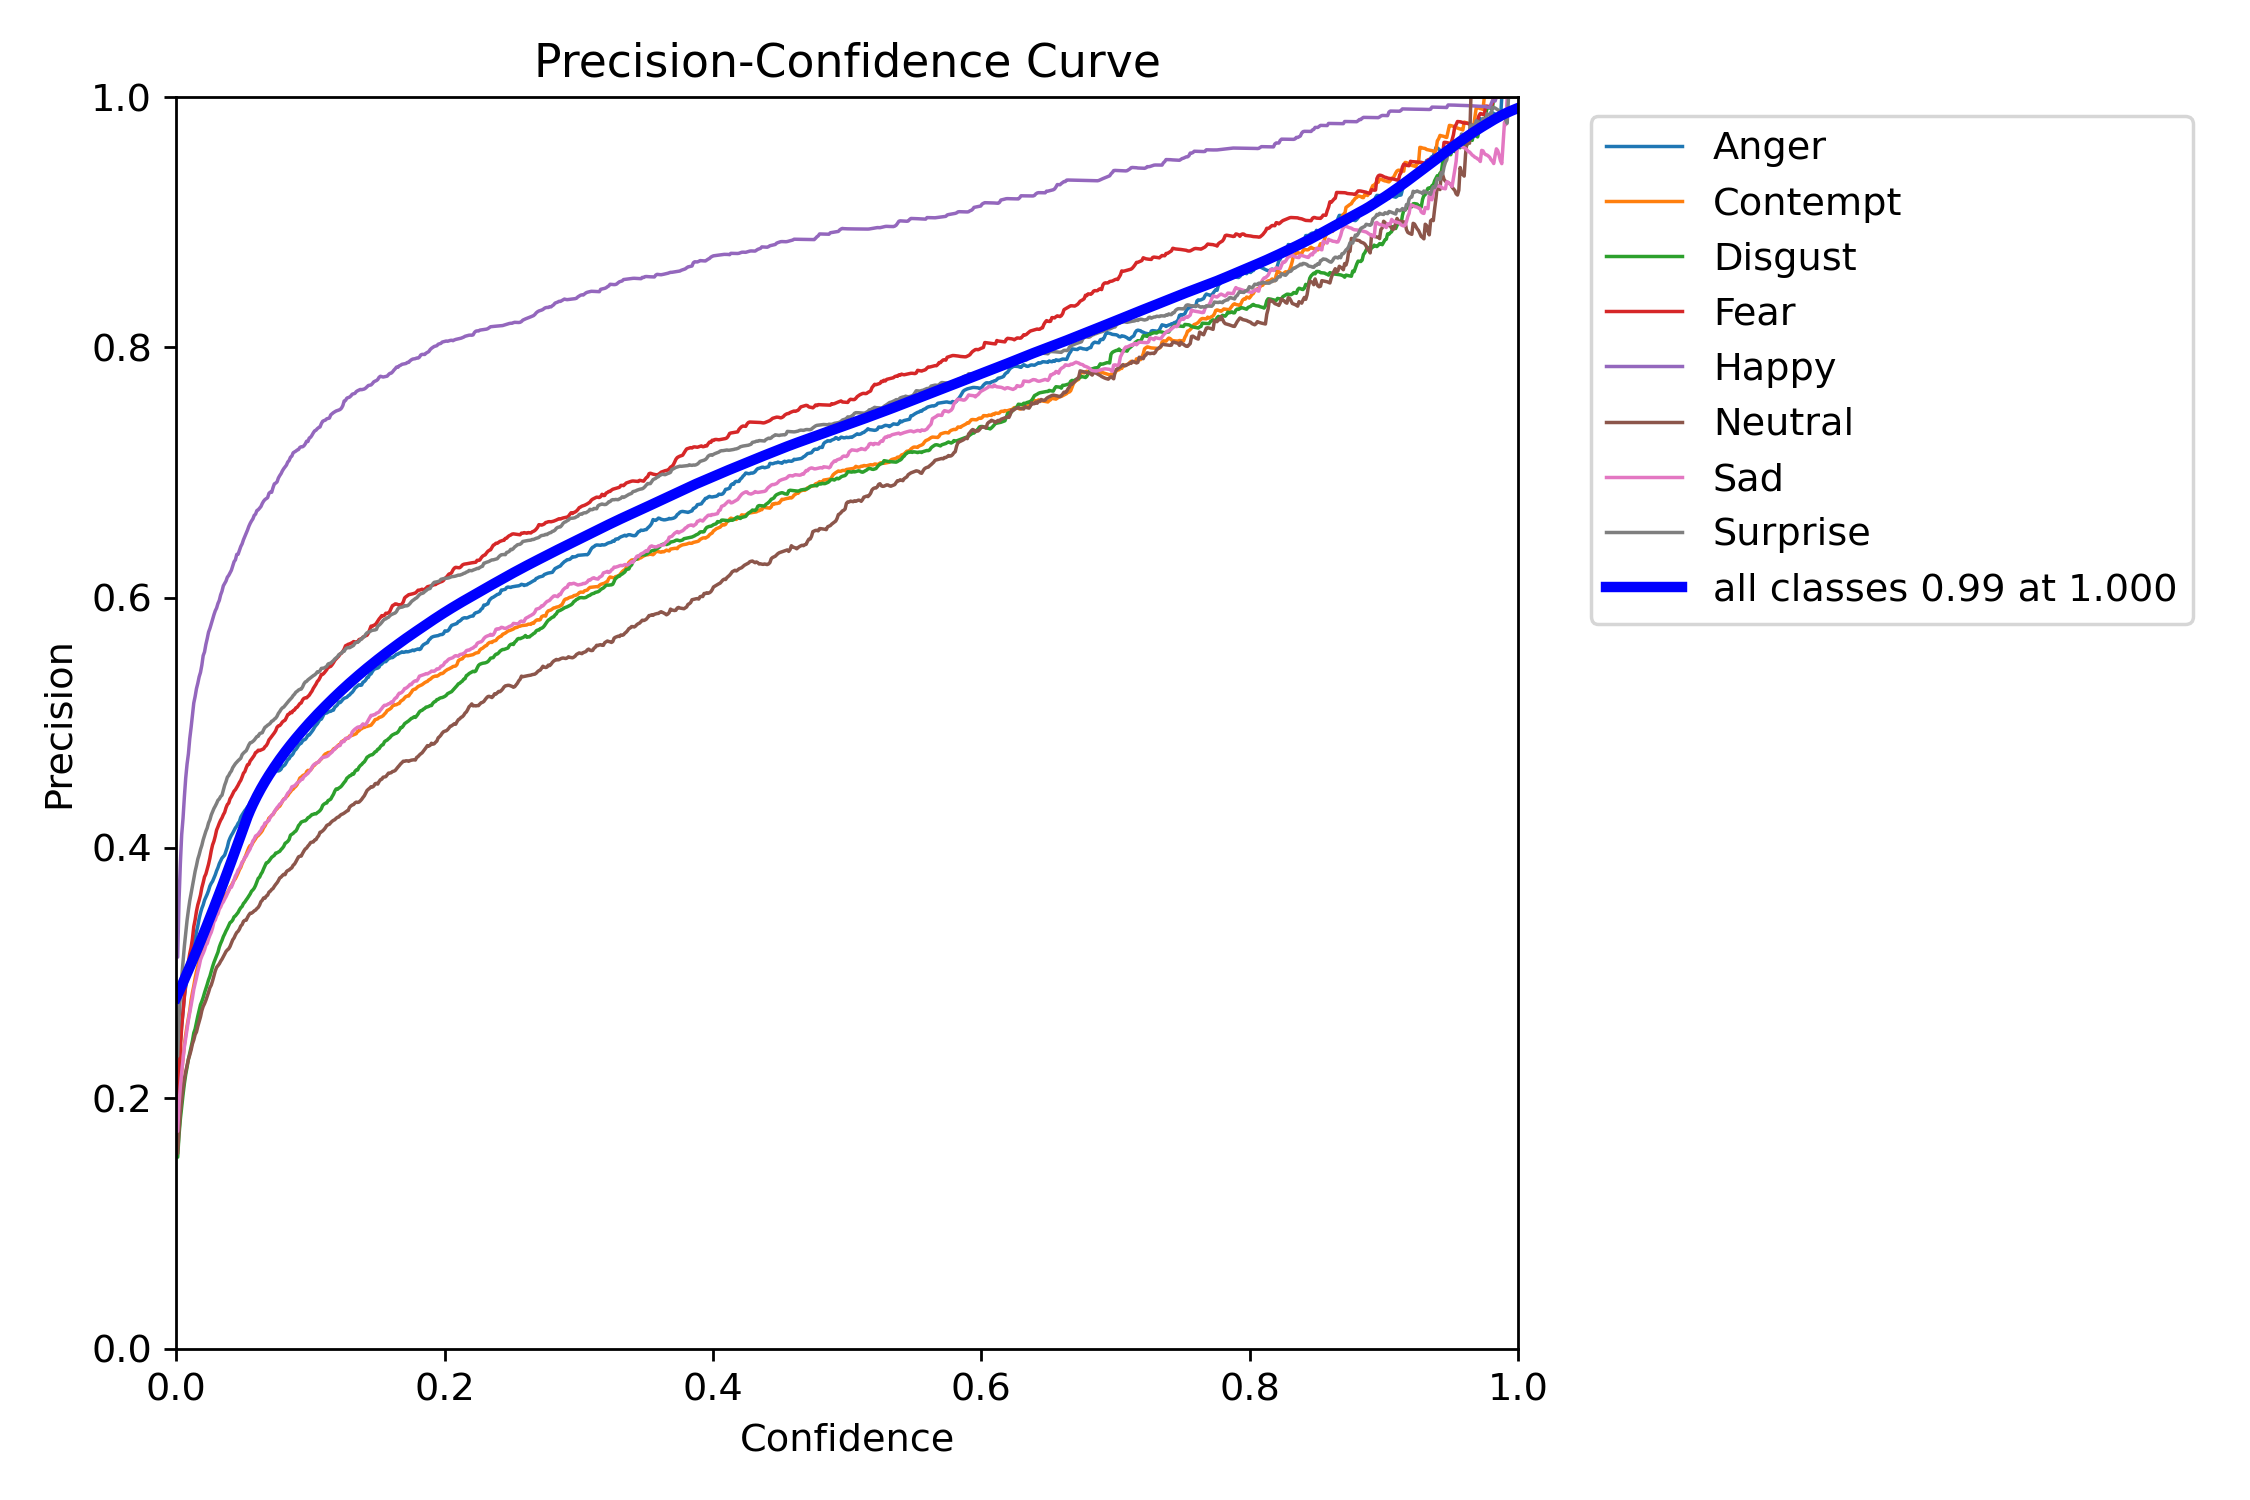 Precision-Confidence Curve
1.0
0.8
0.6
0.4
0.2
0.0
Precision
0.0 0.2 0.4 0.6 0.8 1.0
Confidence
Anger
Contempt
Disgust
Fear
Happy
Neutral
Sad
Surprise
all classes 0.99 at 1.000